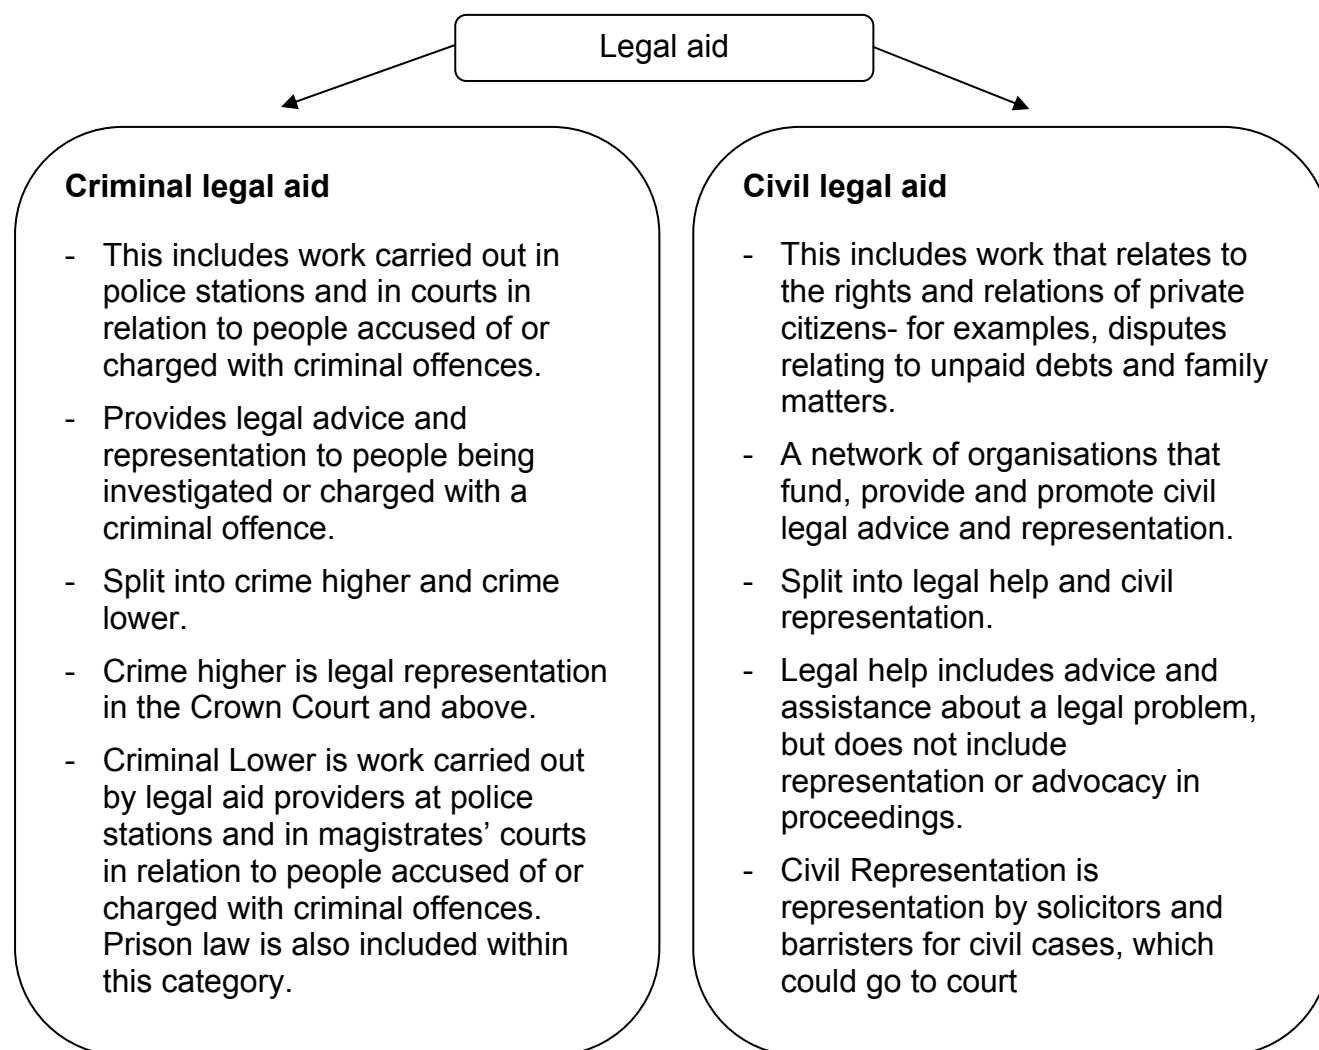 Legal aid
Criminal legal aid
- This includes work carried out in
police stations and in courts in
relation to people accused of or
charged with criminal offences.
- Provides legal advice and
representation to people being
investigated or charged with a
criminal offence.
- Split into crime higher and crime
lower.
- Crime higher is legal representation
in the Crown Court and above.
- Criminal Lower is work carried out
by legal aid providers at police
stations and in magistrates’ courts
in relation to people accused of or
charged with criminal offences.
Prison law is also included within
this category.
Civil legal aid
- This includes work that relates to
the rights and relations of private
citizens- for examples, disputes
relating to unpaid debts and family
matters.
- A network of organisations that
fund, provide and promote civil
legal advice and representation.
- Split into legal help and civil
representation.
- Legal help includes advice and
assistance about a legal problem,
but does not include
representation or advocacy in
proceedings.
- Civil Representation is
representation by solicitors and
barristers for civil cases, which
could go to court